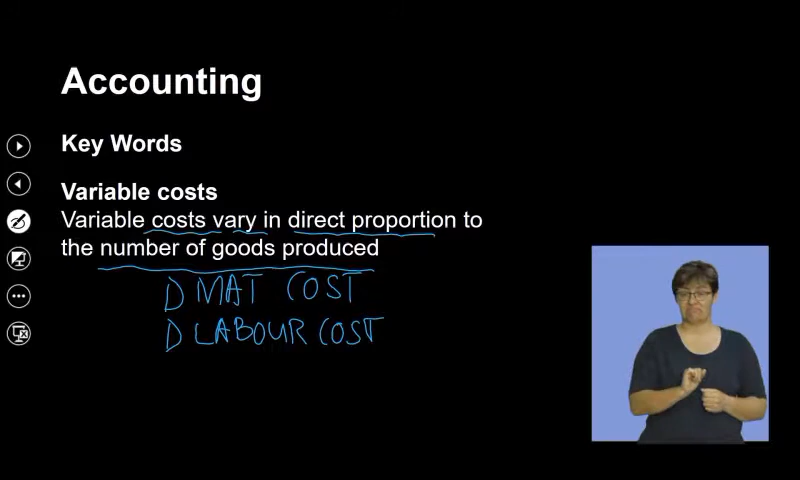 Accounting
Key Words
Variable costs
Variable costs vary in direct proportion to
the number of goods produced
D MAT COST
D LABOUR COST